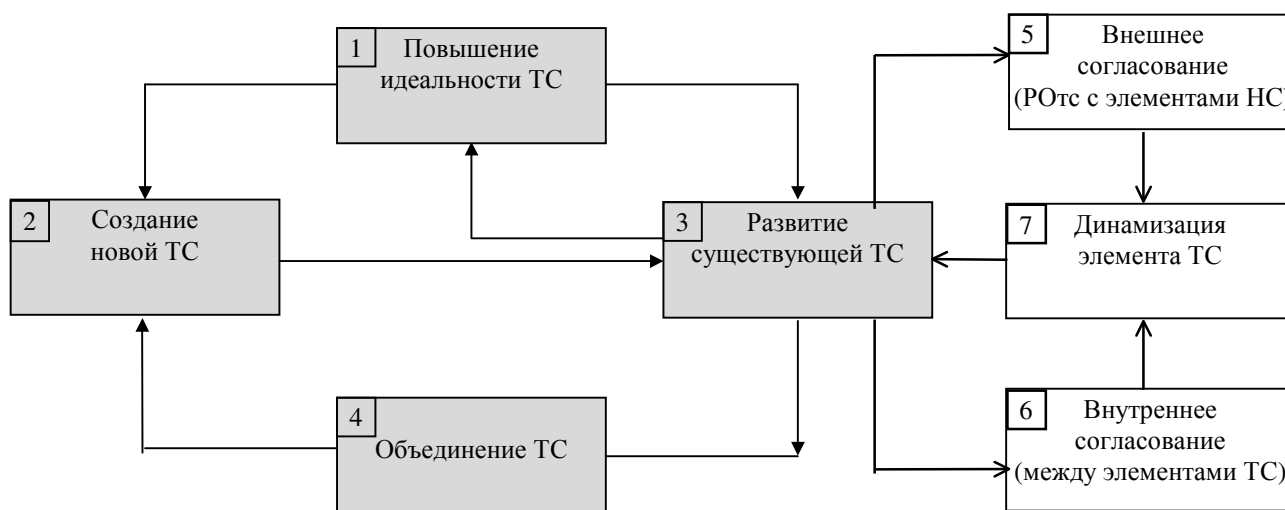 1
Повышение
идеальности ТС
2
Создание
новой ТС
3
Развитие
существующей ТС
4
Объединение ТС
5
Внешнее
согласование
(РОтс с элементами НС)
7
Динамизация
элемента ТС
6
Внутреннее
согласование
(между элементами ТС)